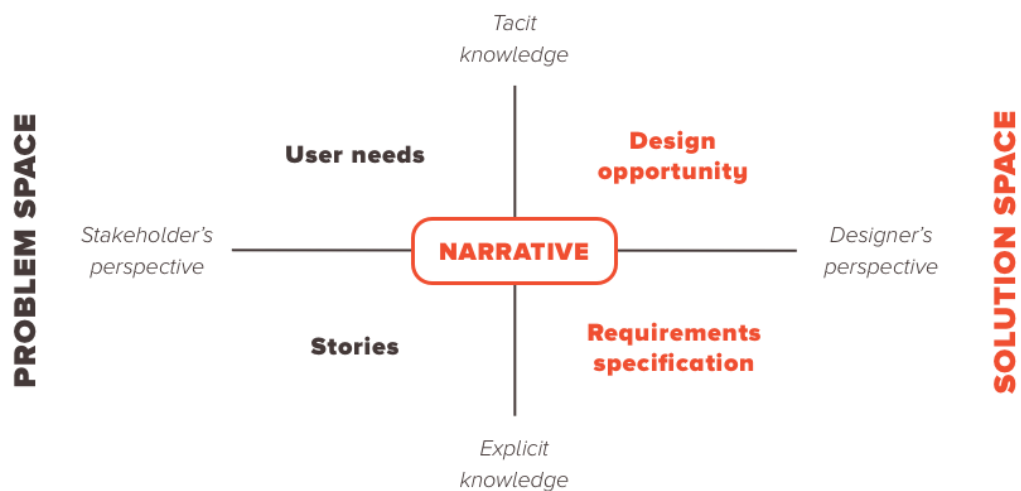 Tacit
knowledge
PROBLEM SPACE
User needs
Design
opportunity
SOLUTION SPACE
Stakeholder’s
perspective
NARRATIVE
Designer’s
perspective
Stories
Requirements
specification
Explicit
knowledge